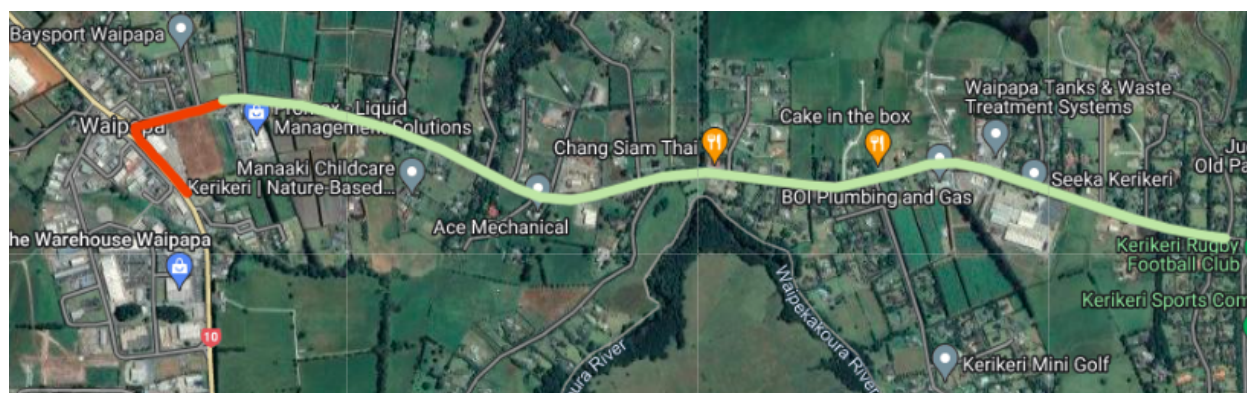 Baysport Waipapa
Waipapa
Liquid
Management Solutions
Manaaki Childcare
Kerikeri | Nature-Based...
he Warehouse Waipapa
10
Ace Mechanical
Chang Siam Thai
Cake in the box
Waipapa Tanks & Waste
Treatment Systems
BOI Plumbing and Gas
Seeka Kerikeri
Ju
Old Pa
Kerikeri Rugby
Football Club
Kerikeri Sports Com
Waipekakoura River
oura River
Kerikeri Mini Golf